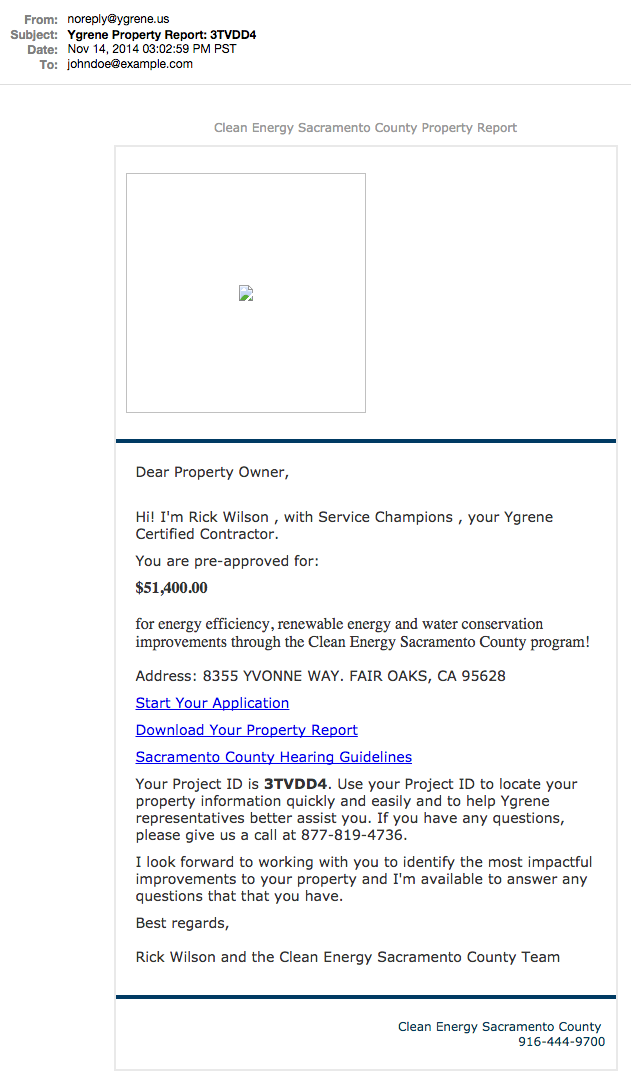 From: noreply@ygrene.us
Subject: Ygrene Property Report: 3TVDD4
Date: Nov 14, 2014 03:02:59 PM PST
To: johndoe@example.com
Clean Energy Sacramento County Property Report
Dear Property Owner,
Hi! I'm Rick Wilson , with Service Champions , your Ygrene
Certified Contractor.
You are pre-approved for:
$51,400.00
for energy efficiency, renewable energy and water conservation
improvements through the Clean Energy Sacramento County program!
Address: 8355 YVONNE WAY. FAIR OAKS, CA 95628
Start Your Application
Download Your Property Report
Sacramento County Hearing Guidelines
Your Project ID is 3TVDD4. Use your Project ID to locate your
property information quickly and easily and to help Ygrene
representatives better assist you. If you have any questions,
please give us a call at 877-819-4736.
I look forward to working with you to identify the most impactful
improvements to your property and I'm available to answer any
questions that that you have.
Best regards,
Rick Wilson and the Clean Energy Sacramento County Team
Clean Energy Sacramento County
916-444-9700